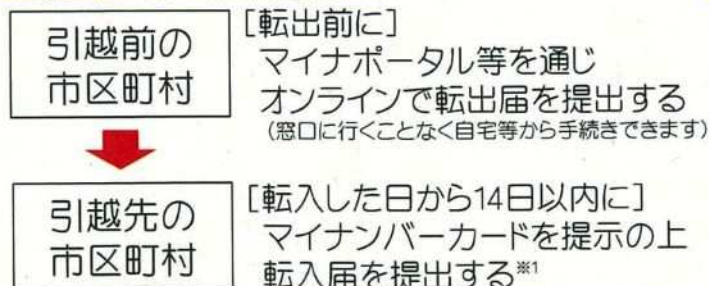 引越前の
市区町村
[転出前に]
マイナポータル等を通じ
オンラインで転出届を提出する
(窓口に行くことなく自宅等から手続きできます)
引越先の
市区町村
[転入した日から14日以内に]
マイナンバーカードを提示の上
転入届を提出する※1